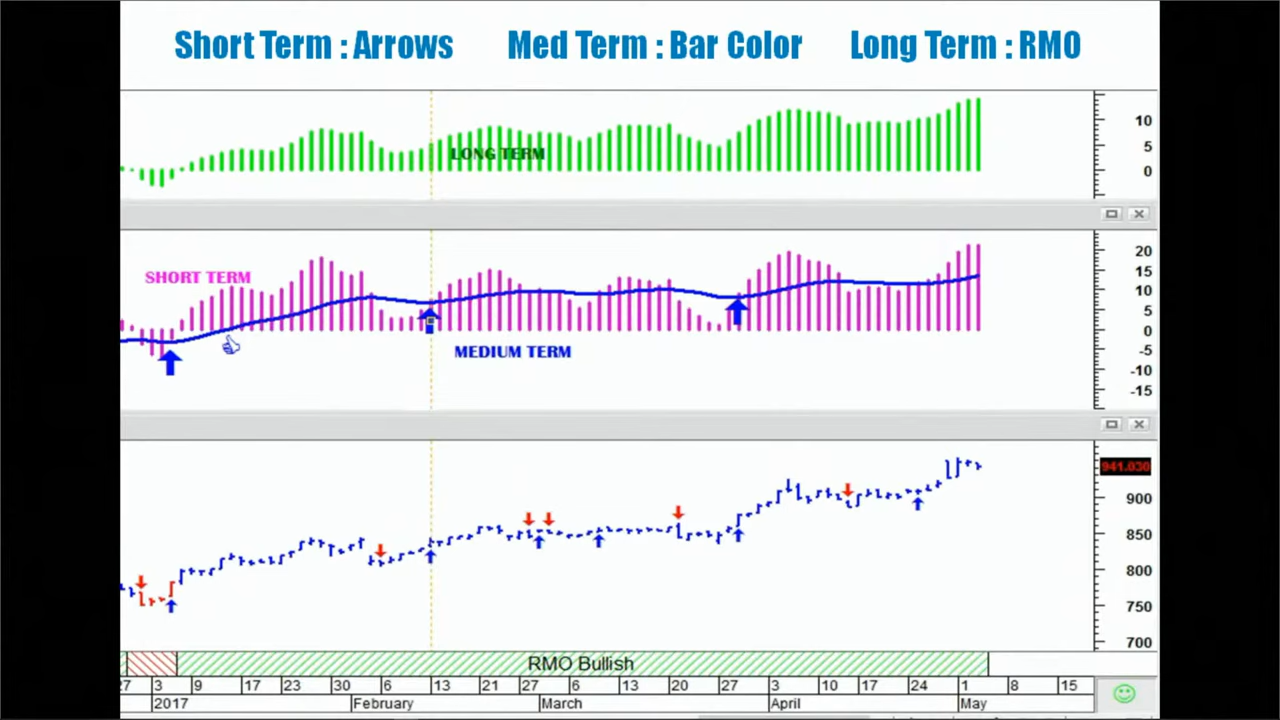 Short Term : Arrows Med Term : Bar Color Long Term : RMO
10
LONG TERM
5
0
20
SHORT TERM
15
10
5
0
MEDIUM TERM
-5
-10
-15
941.030
900
850
800
750
700
RMO Bullish
27 3 9 17 23 30 6 13 21 27 6 13 20 27 3 10 17 24 1 8 15
2017 February March April May